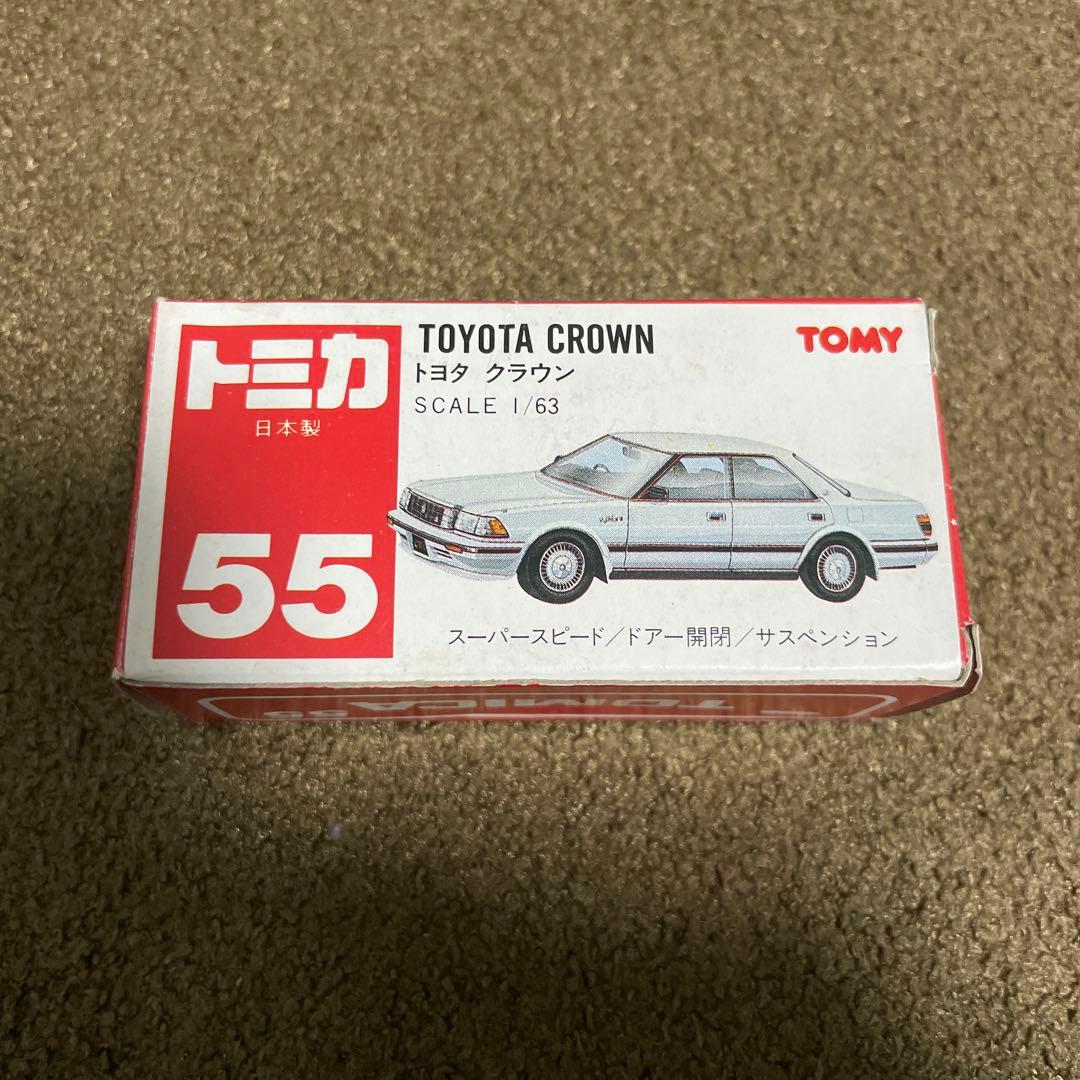 トミカ
日本製
55
TOYOTA CROWN
トヨタ クラウン
SCALE 1/63
TOMY
スーパースピード/ドアー開閉/サスペンション
TOMICA 55